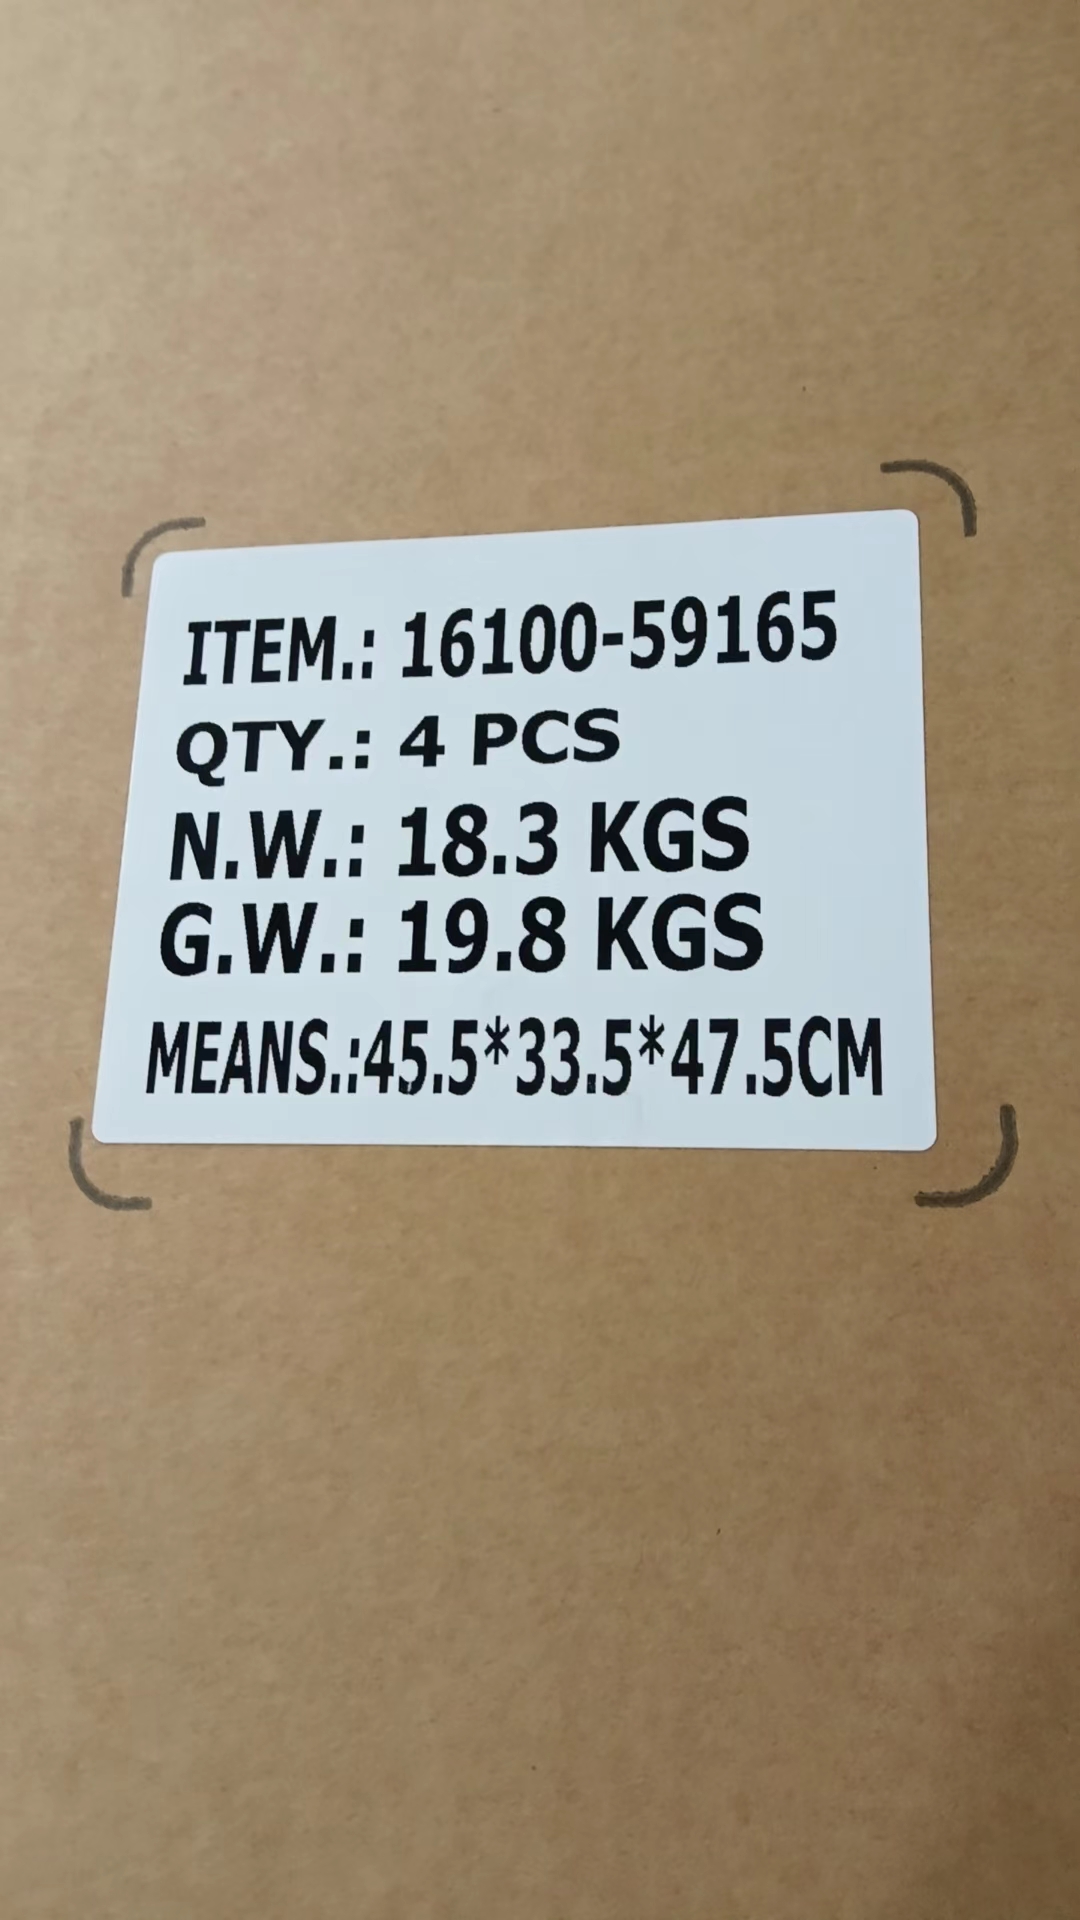 ITEM.: 16100-59165
QTY.: 4 PCS
N.W.: 18.3 KGS
G.W.: 19.8 KGS
MEANS.:45.5*33.5*47.5CM